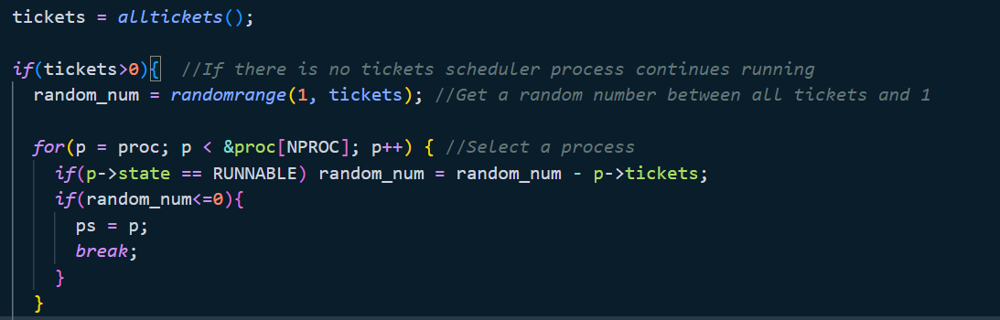 tickets = alltickets();
if(tickets>0){  //If there is no tickets scheduler process continues running
random_num = randomrange(1, tickets); //Get a random number between all tickets and 1
for(p = proc; p < &proc[NPROC]; p++) { //Select a process
if(p->state == RUNNABLE) random_num = random_num - p->tickets;
if(random_num<=0){
ps = p;
break;
}
}